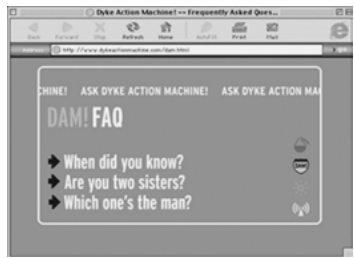 Dyke Action Machine! -- Frequently Asked Ques...
Back Forward Stop Refresh Home AutoFill Print Mail
http://www.dykeactionmachine.com/dam.html
CHINE! ASK DYKE ACTION MACHINE! ASK DYKE ACTION MA
DAM! FAQ
When did you know?
Are you two sisters?
Which one's the man?
DAM!